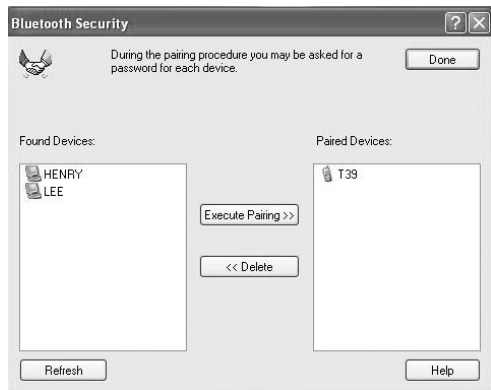 Bluetooth Security
During the pairing procedure you may be asked for a
password for each device.
Done
Found Devices:
Paired Devices:
HENRY
LEE
T39
Execute Pairing >>
<< Delete
Refresh
Help